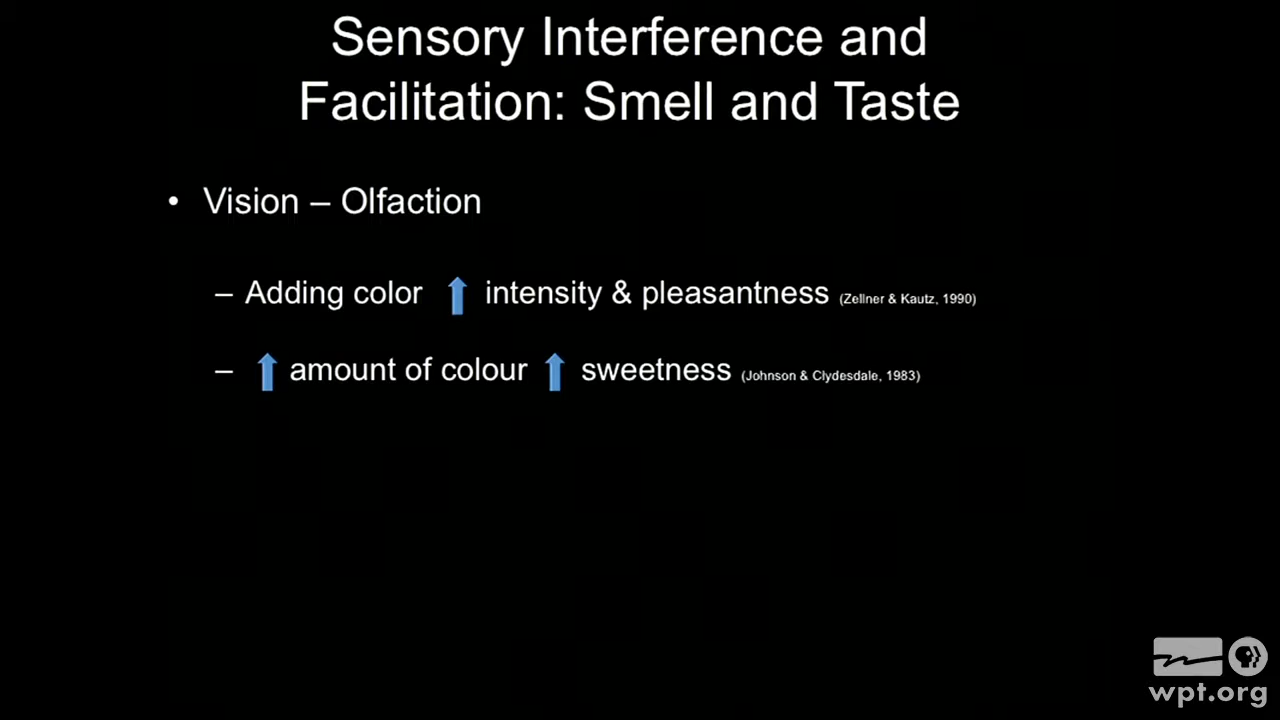 Sensory Interference and
Facilitation: Smell and Taste
• Vision – Olfaction
– Adding color ⬆ intensity & pleasantness (Zellner & Kautz, 1990)
– ⬆ amount of colour ⬆ sweetness (Johnson & Clydesdale, 1983)
wpt.org